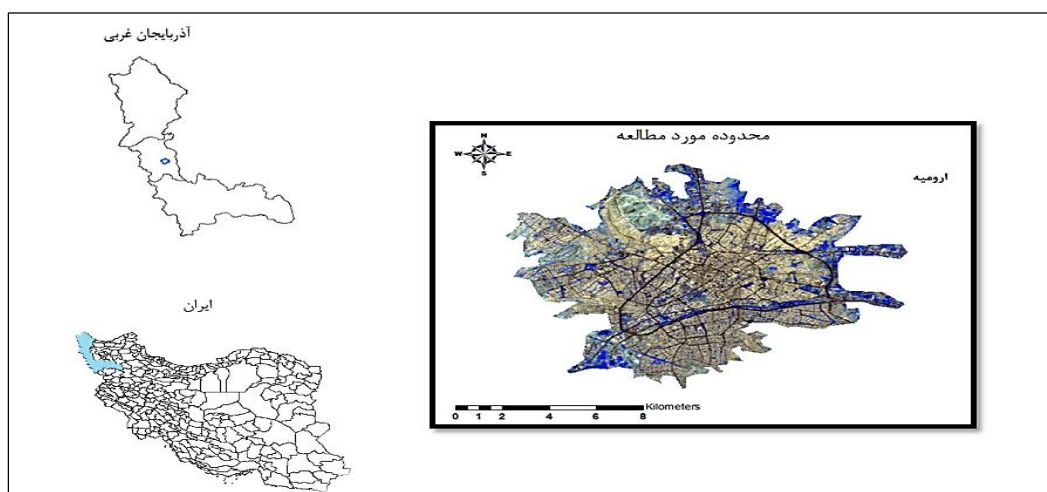 آذربایجان غربی
محدوده مورد مطالعه
N
W E
S
ارومیه
ایران
Kilometers
0 1 2 4 6 8